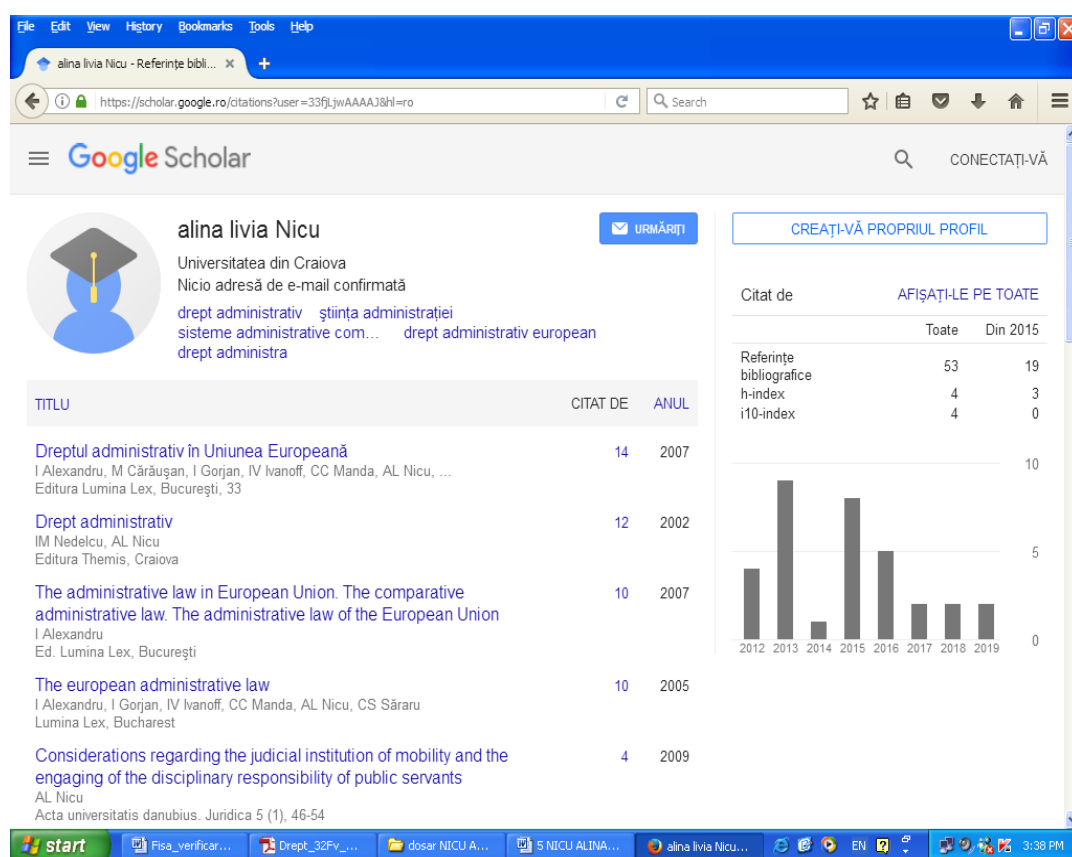 File Edit View History Bookmarks Tools Help
alina livia Nicu - Referințe bibli... × +
https://scholar.google.ro/citations?user=33fjLjwAAAAJ&hl=ro Search
Google Scholar CONECTAȚI-VĂ
alina livia Nicu URMĂRIȚI
Universitatea din Craiova
Nicio adresă de e-mail confirmată
drept administrativ știința administrației
sisteme administrative com... drept administrativ european
drept administra
TITLU CITAT DE ANUL
Dreptul administrativ în Uniunea Europeană 14 2007
I Alexandru, M Cărăușan, I Gorjan, IV Ivanoff, CC Manda, AL Nicu, ...
Editura Lumina Lex, București, 33
Drept administrativ 12 2002
IM Nedelcu, AL Nicu
Editura Themis, Craiova
The administrative law in European Union. The comparative 10 2007
administrative law. The administrative law of the European Union
I Alexandru
Ed. Lumina Lex, București
The european administrative law 10 2005
I Alexandru, I Gorjan, IV Ivanoff, CC Manda, AL Nicu, CS Săraru
Lumina Lex, Bucharest
Considerations regarding the judicial institution of mobility and the 4 2009
engaging of the disciplinary responsibility of public servants
AL Nicu
Acta universitatis danubius. Juridica 5 (1), 46-54
CREAȚI-VĂ PROPRIUL PROFIL
Citat de AFIȘAȚI-LE PE TOATE
Toate Din 2015
Referințe
bibliografice 53 19
h-index 4 3
i10-index 4 0
10
5
0
2012 2013 2014 2015 2016 2017 2018 2019
start Fisa_verificar... Drept_32Fv_... dosar NICU A... 5 NICU ALINA... alina livia Nicu... EN 3:38 PM